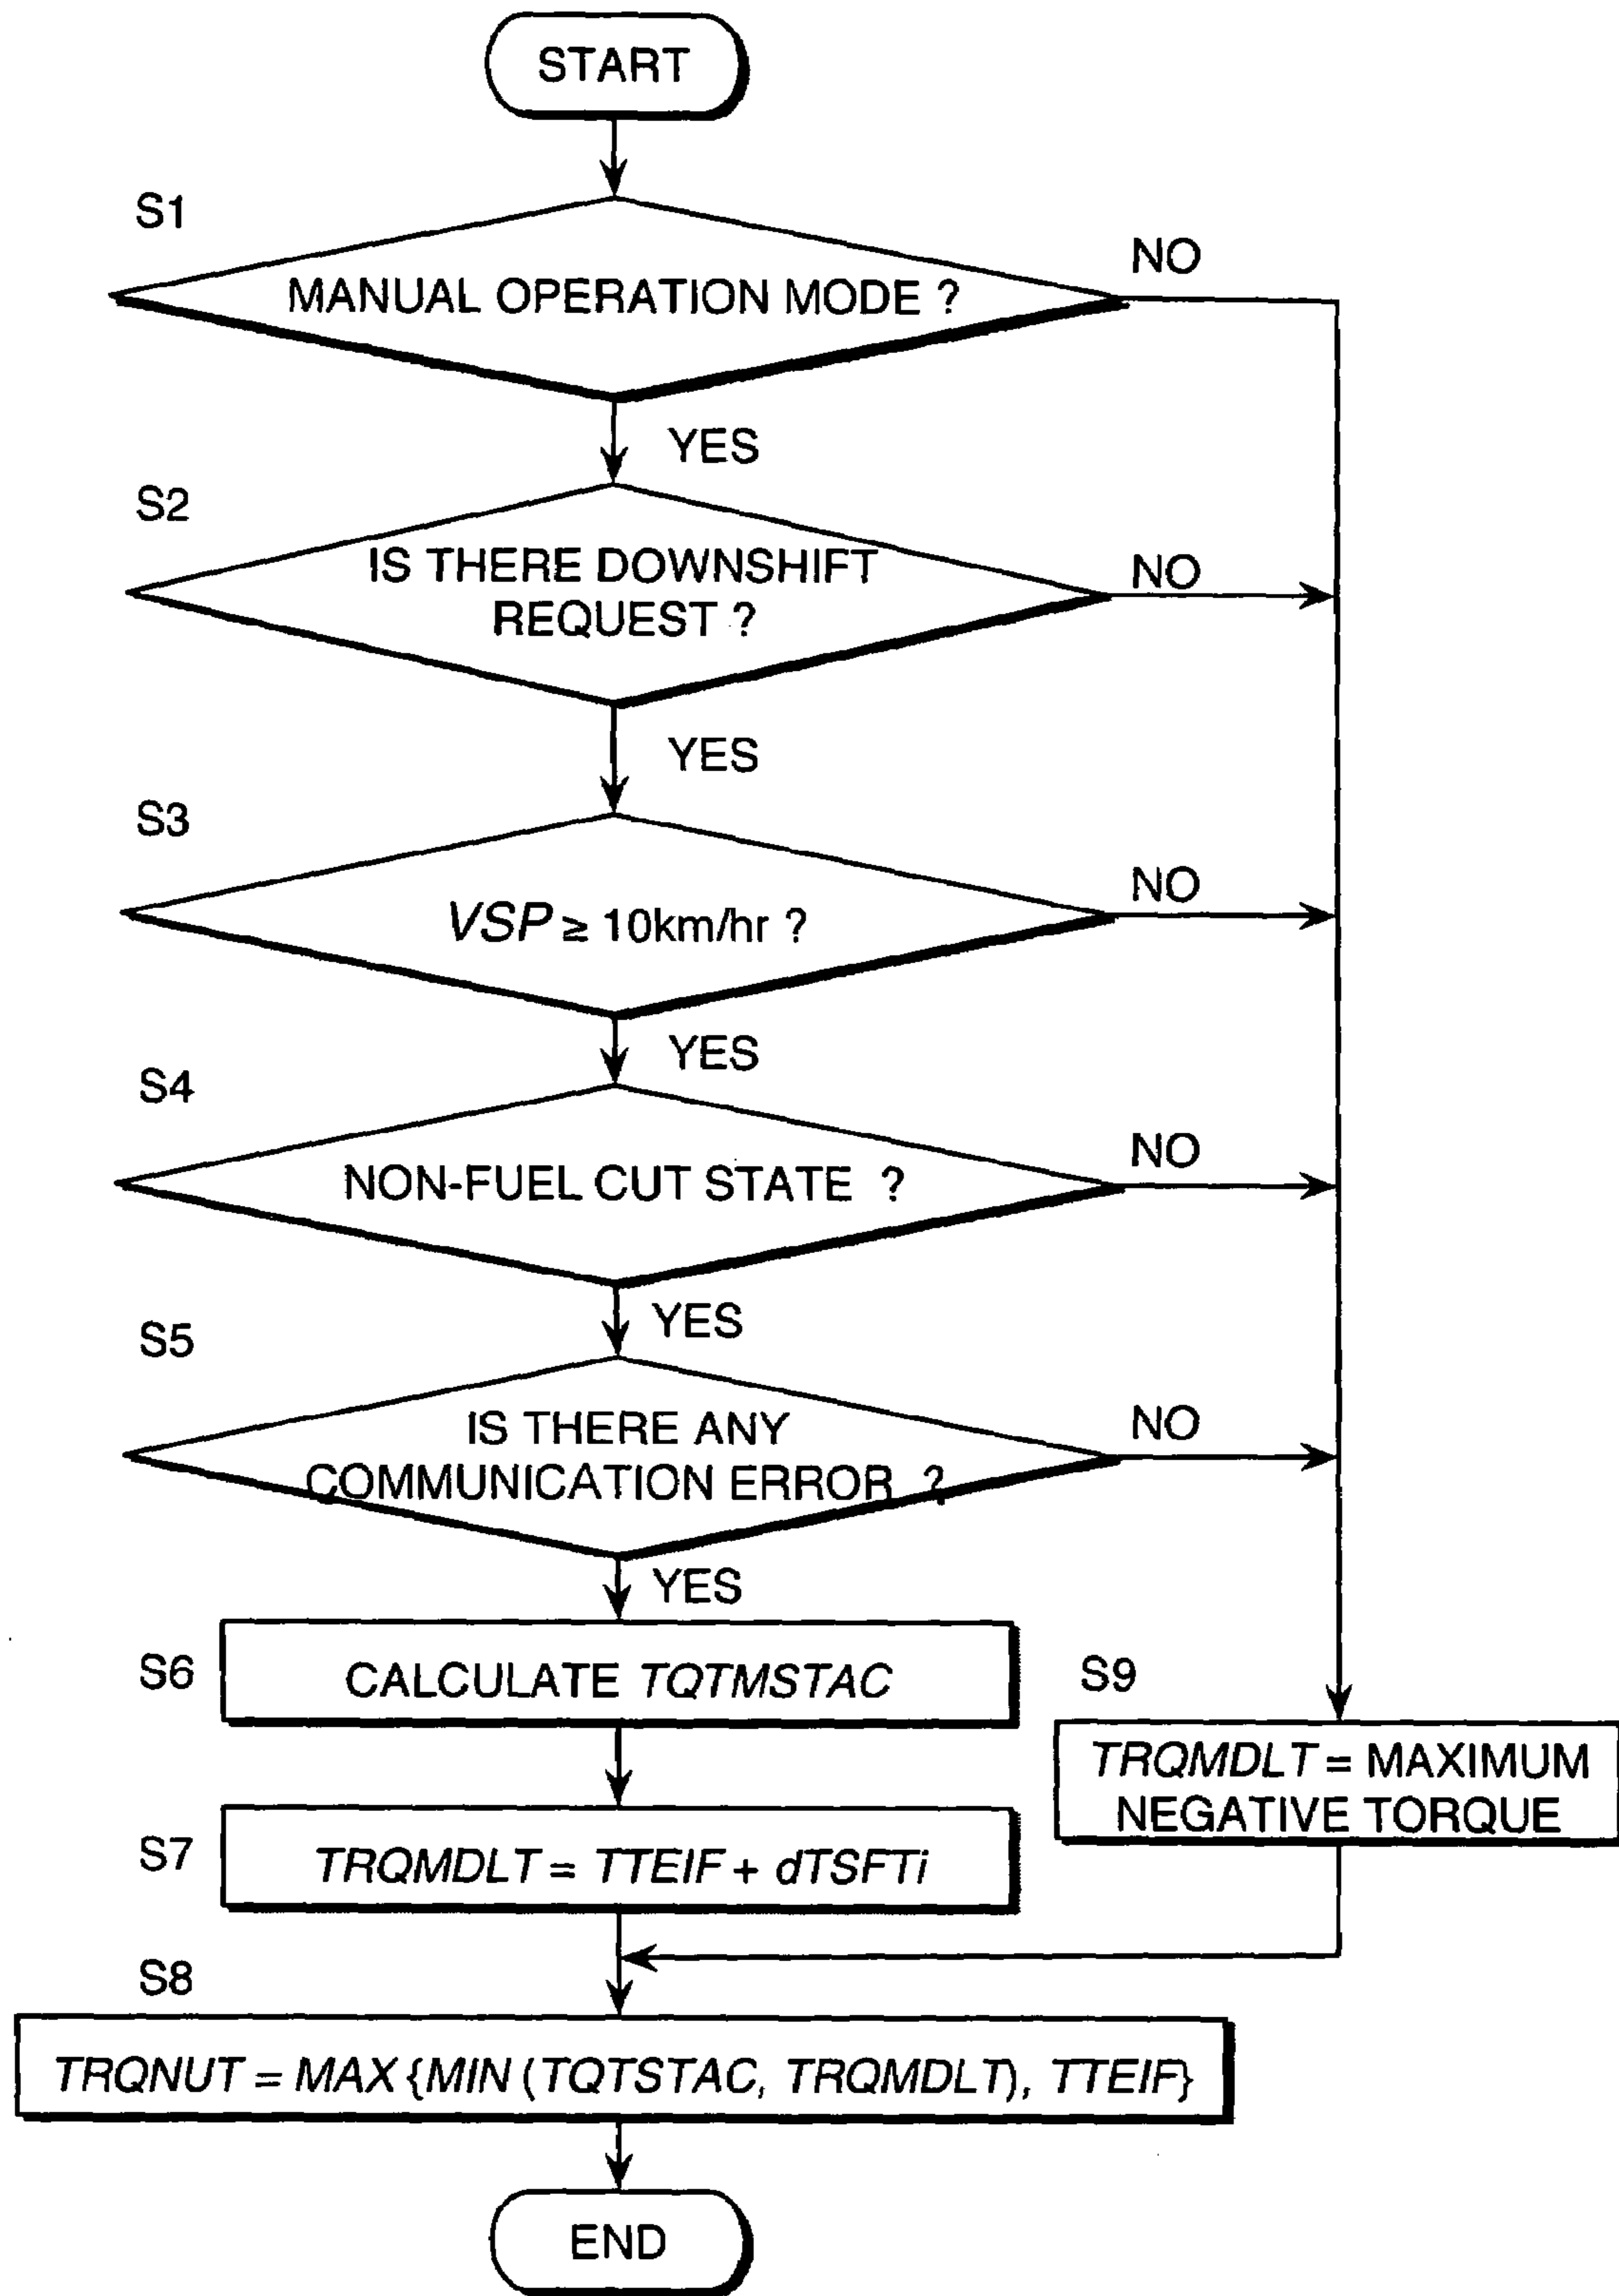 START
S1
MANUAL OPERATION MODE ?
NO
YES
S2
IS THERE DOWNSHIFT
REQUEST ?
NO
YES
S3
VSP ≥ 10km/hr ?
NO
YES
S4
NON-FUEL CUT STATE ?
NO
YES
S5
IS THERE ANY
COMMUNICATION ERROR ?
NO
YES
S6
CALCULATE TQTMSTAC
S9
TRQMDLT = MAXIMUM
NEGATIVE TORQUE
S7
TRQMDLT = TTEIF + dTSFTi
S8
TRQNUT = MAX {MIN (TQTSTAC, TRQMDLT), TTEIF}
END